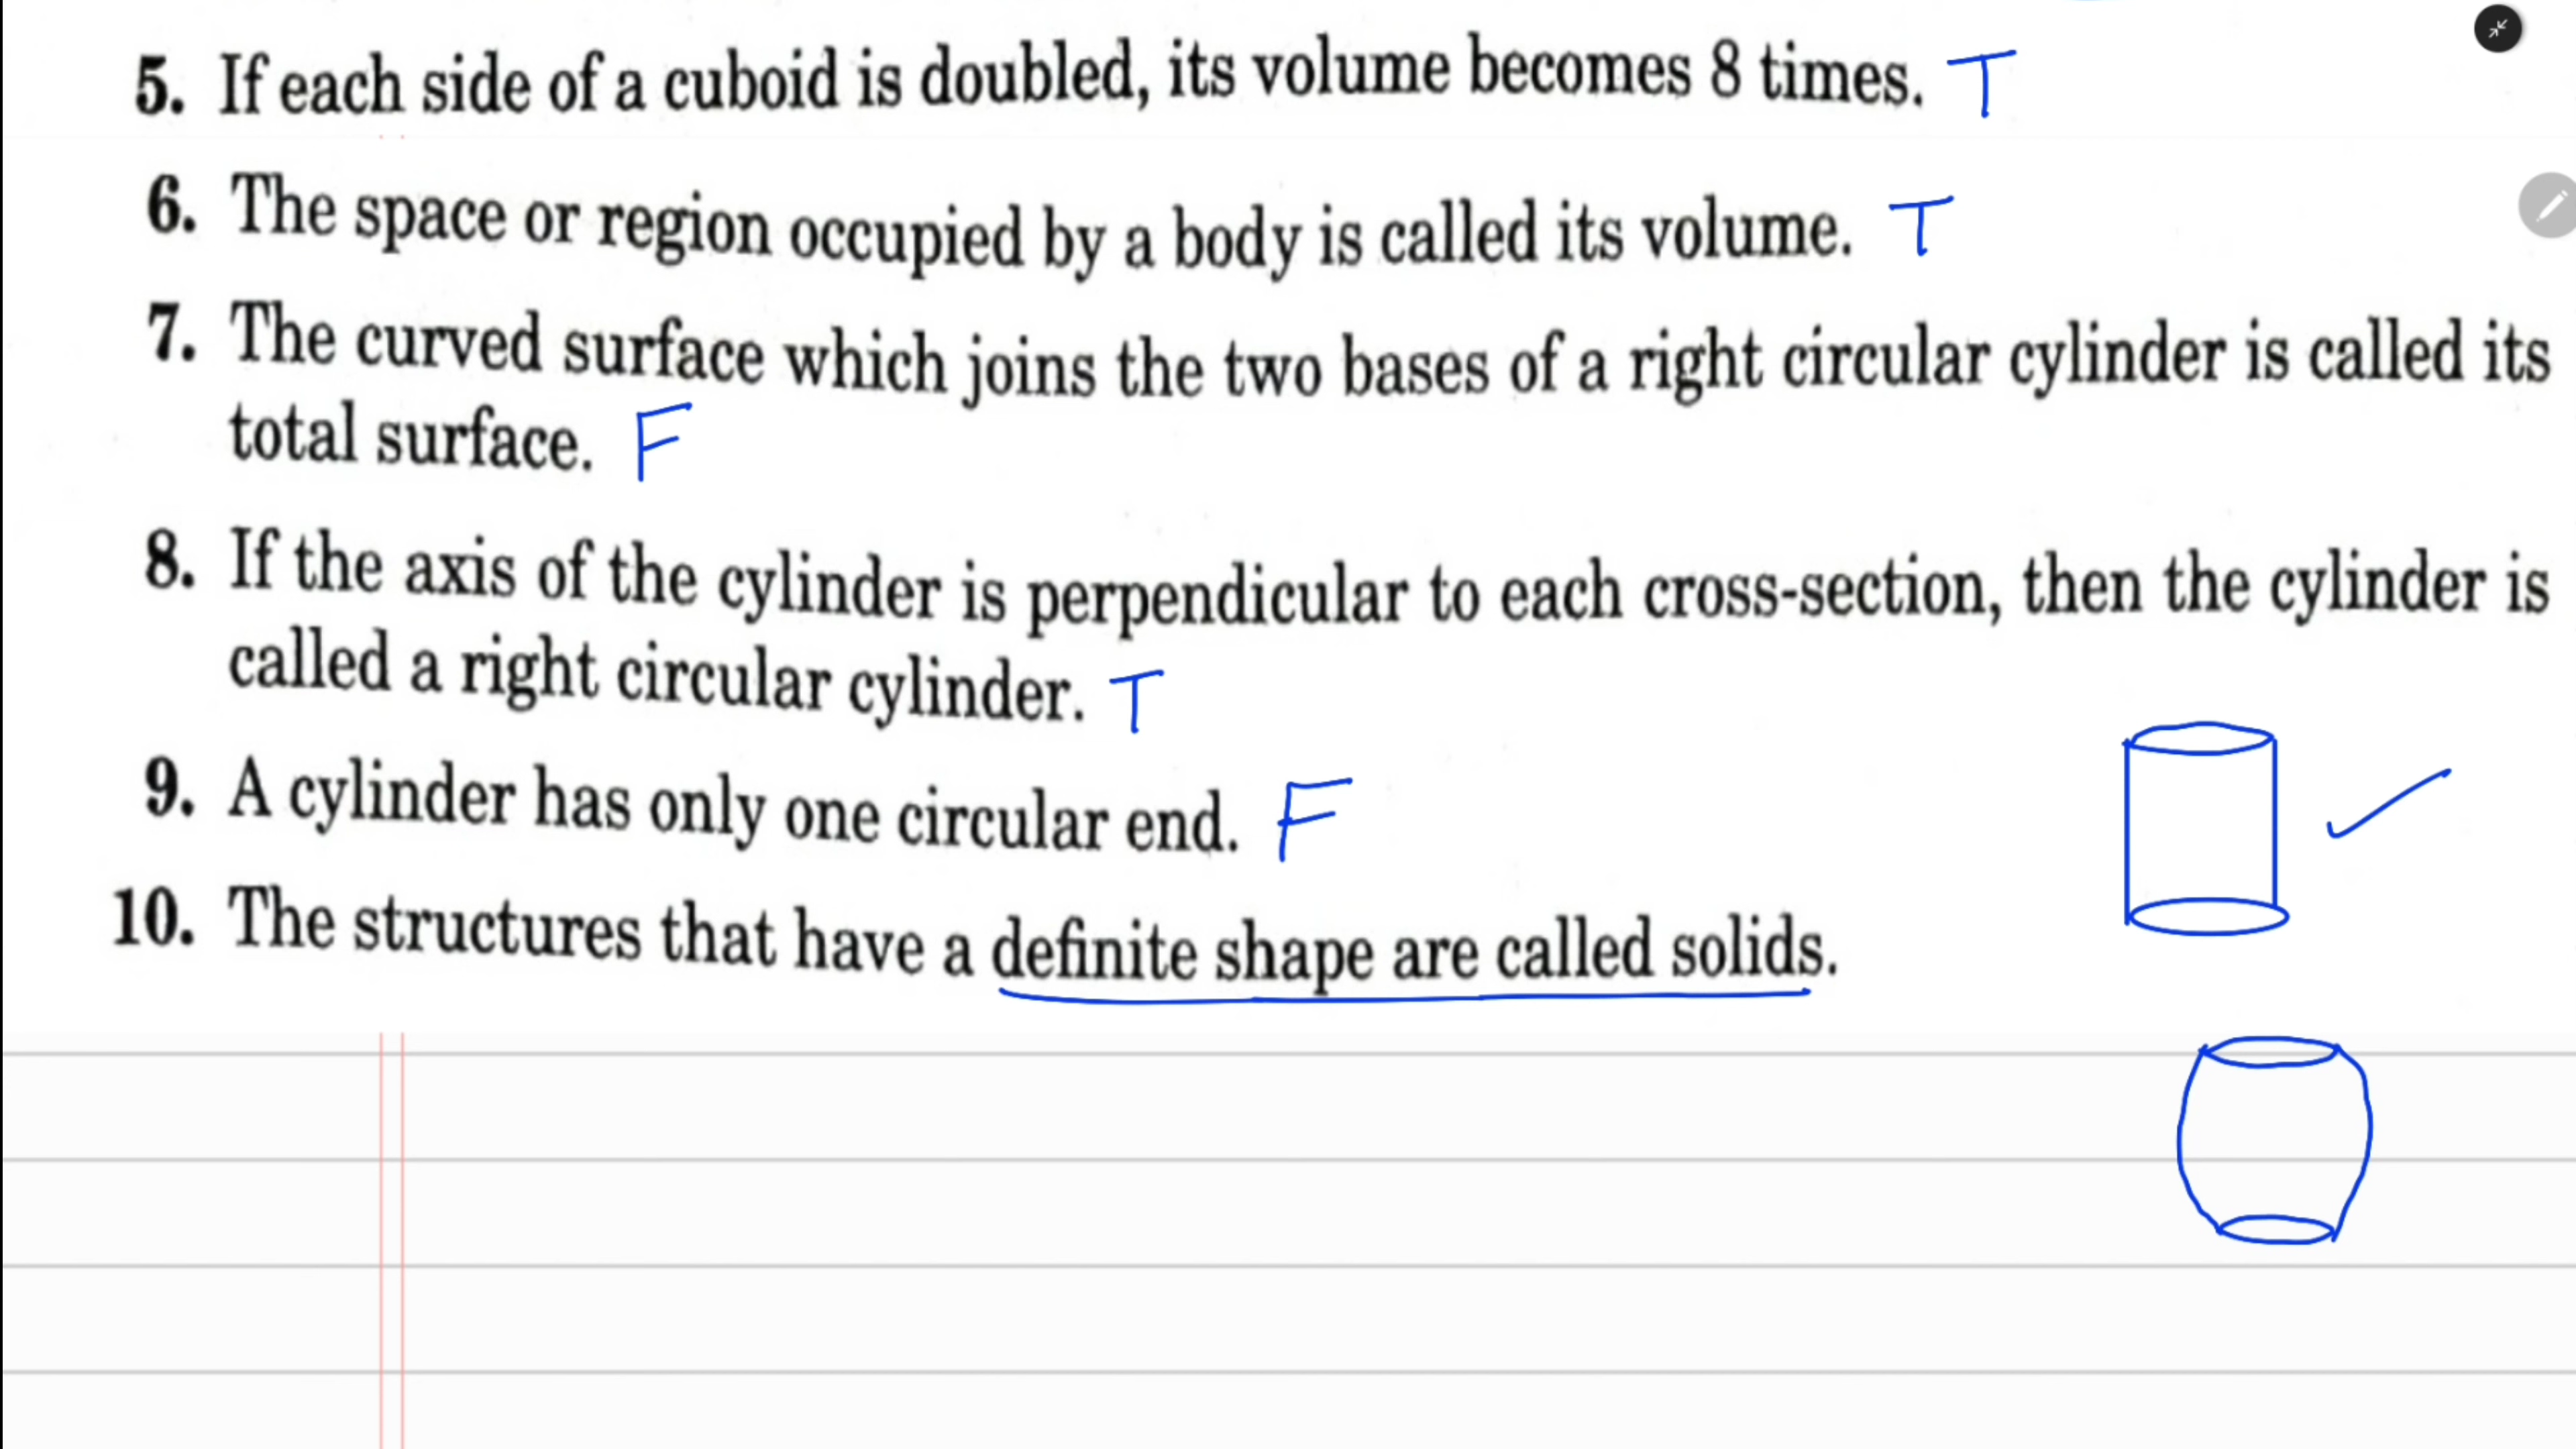 5. If each side of a cuboid is doubled, its volume becomes 8 times. T
6. The space or region occupied by a body is called its volume. T
7. The curved surface which joins the two bases of a right circular cylinder is called its
total surface. F
8. If the axis of the cylinder is perpendicular to each cross-section, then the cylinder is
called a right circular cylinder. T
9. A cylinder has only one circular end. F
10. The structures that have a definite shape are called solids.